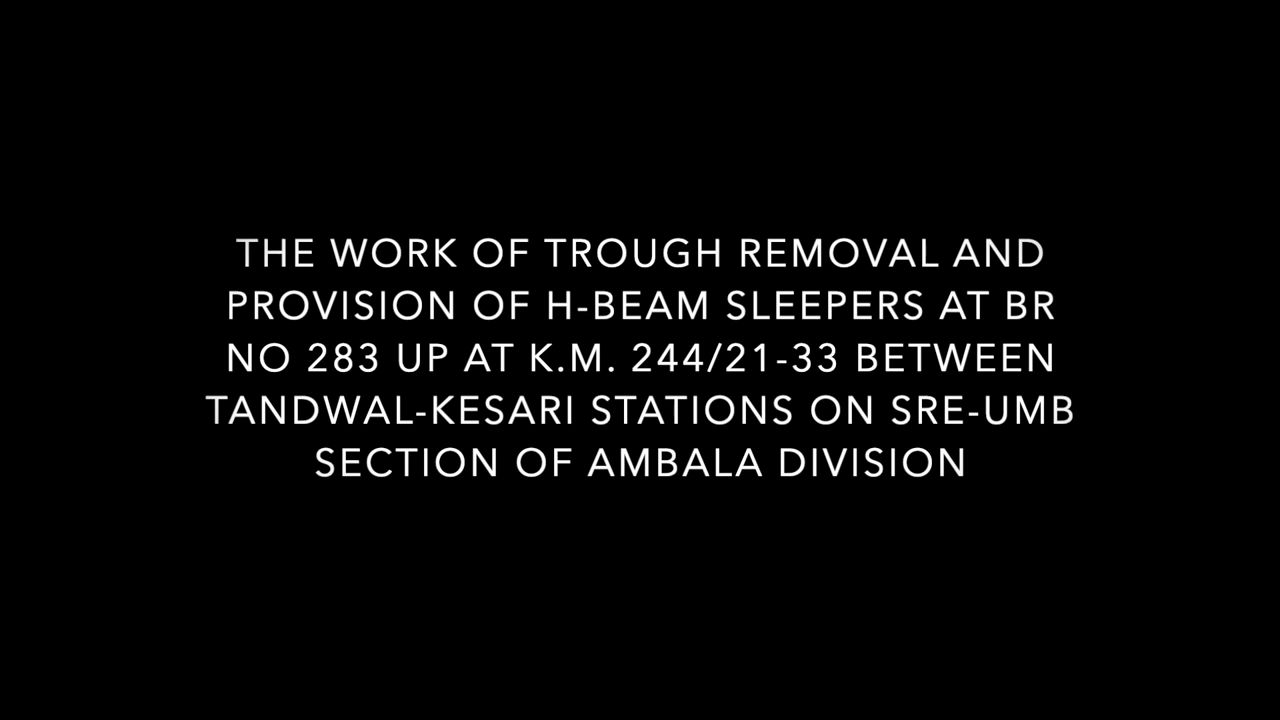 THE WORK OF TROUGH REMOVAL AND
PROVISION OF H-BEAM SLEEPERS AT BR
NO 283 UP AT K.M. 244/21-33 BETWEEN
TANDWAL-KESARI STATIONS ON SRE-UMB
SECTION OF AMBALA DIVISION